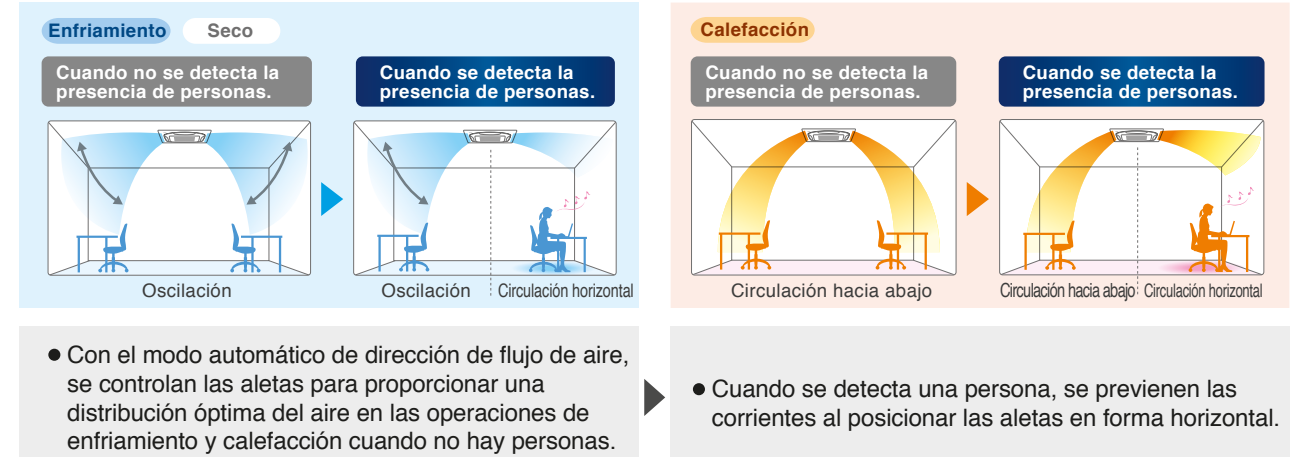 Enfriamiento
Seco
Cuando no se detecta la
presencia de personas.
Cuando se detecta la
presencia de personas.
Oscilación
Oscilación
Circulación horizontal
Calefacción
Cuando no se detecta la
presencia de personas.
Cuando se detecta la
presencia de personas.
Circulación hacia abajo
Circulación hacia abajo
Circulación horizontal
● Con el modo automático de dirección de flujo de aire,
se controlan las aletas para proporcionar una
distribución óptima del aire en las operaciones de
enfriamiento y calefacción cuando no hay personas.
● Cuando se detecta una persona, se previenen las
corrientes al posicionar las aletas en forma horizontal.